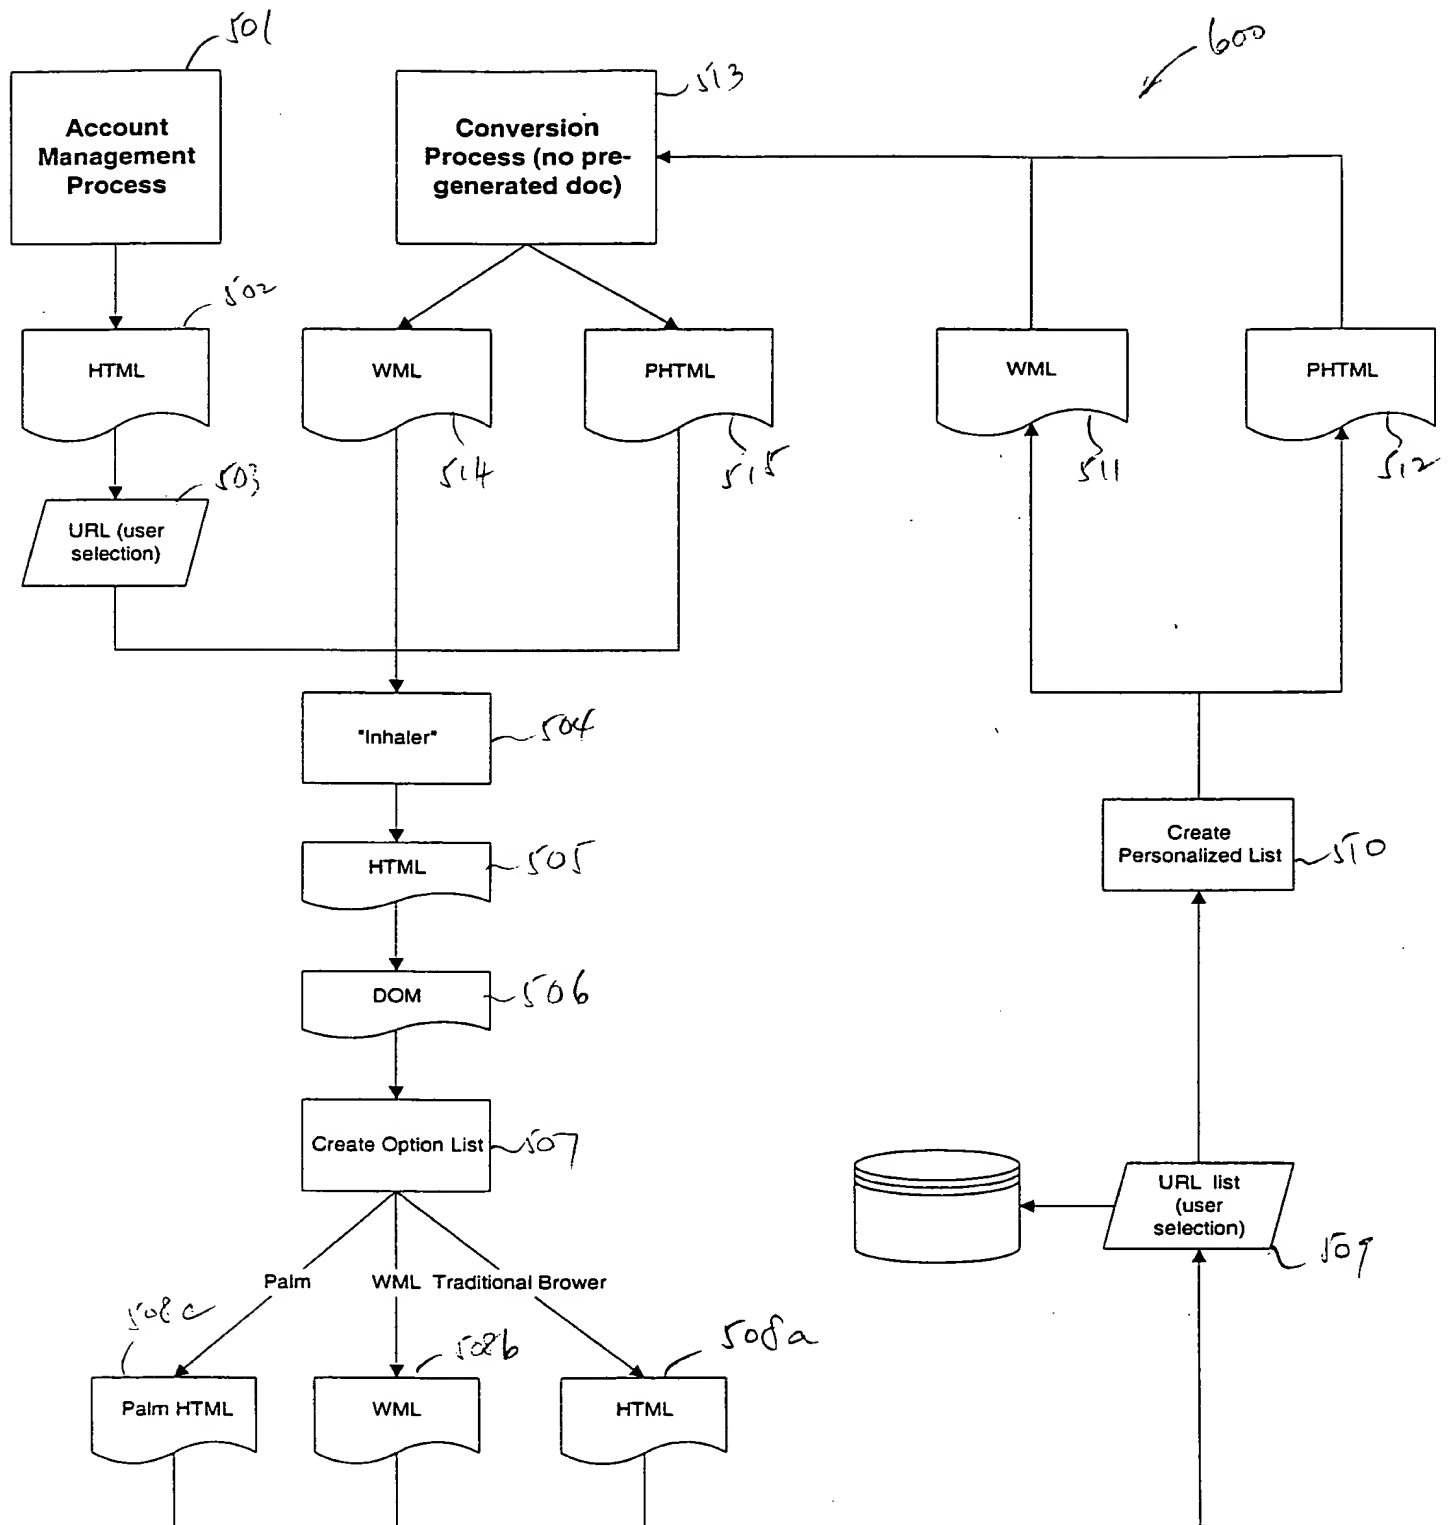 501
600
513
Account
Management
Process
Conversion
Process (no pre-
generated doc)
502
HTML
WML
PHTML
WML
PHTML
503
514
515
511
512
URL (user
selection)
"Inhaler"
504
Create
Personalized List
510
HTML
505
DOM
506
Create Option List
507
URL list
(user
selection)
509
Palm
WML
Traditional Brower
508c
508b
508a
Palm HTML
WML
HTML